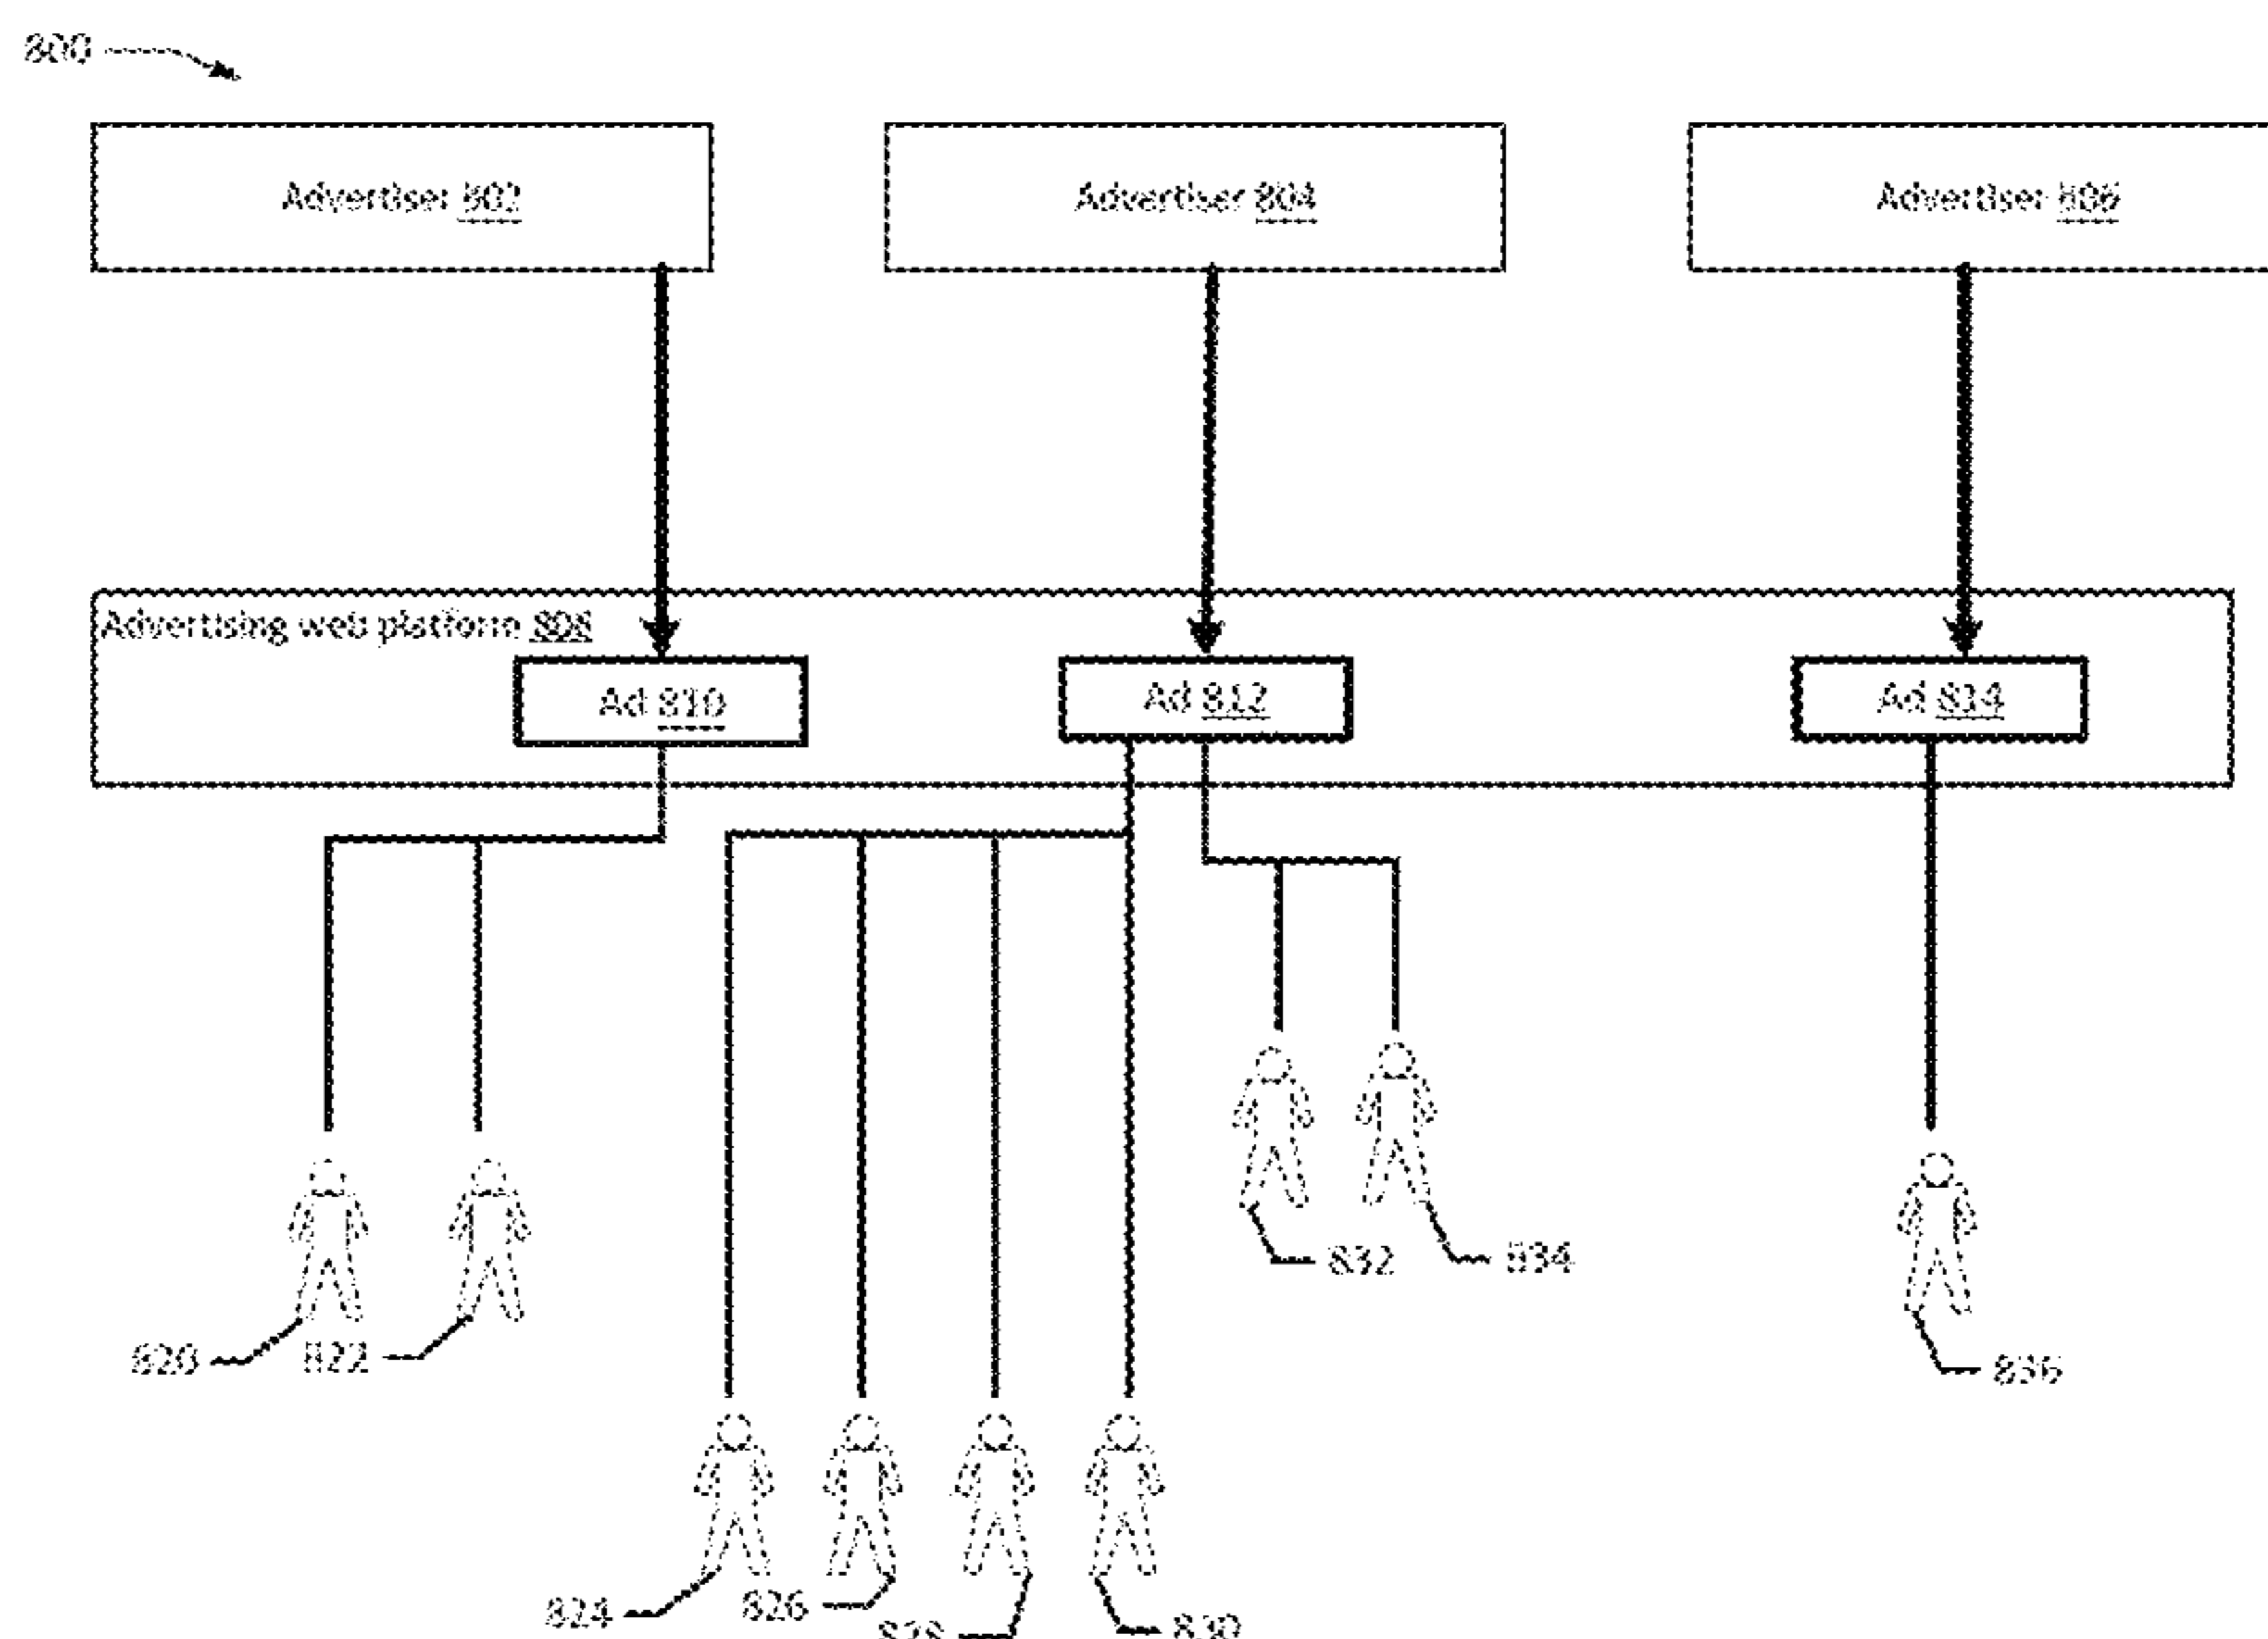 800
Advertiser 802
Advertiser 804
Advertiser 806
Advertising web platform 808
Ad 810
Ad 812
Ad 814
832
834
820
822
836
824
826
828
830